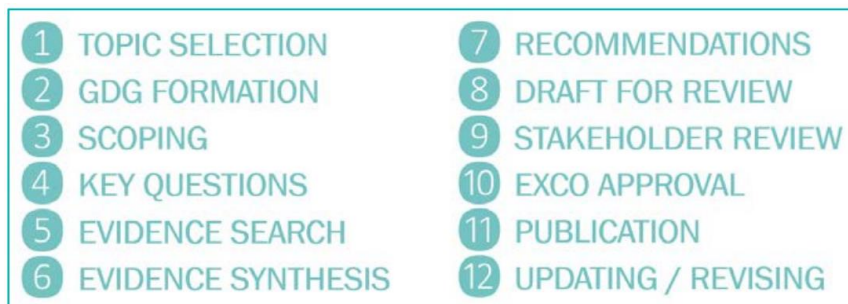 1 TOPIC SELECTION
2 GDG FORMATION
3 SCOPING
4 KEY QUESTIONS
5 EVIDENCE SEARCH
6 EVIDENCE SYNTHESIS
7 RECOMMENDATIONS
8 DRAFT FOR REVIEW
9 STAKEHOLDER REVIEW
10 EXCO APPROVAL
11 PUBLICATION
12 UPDATING / REVISING